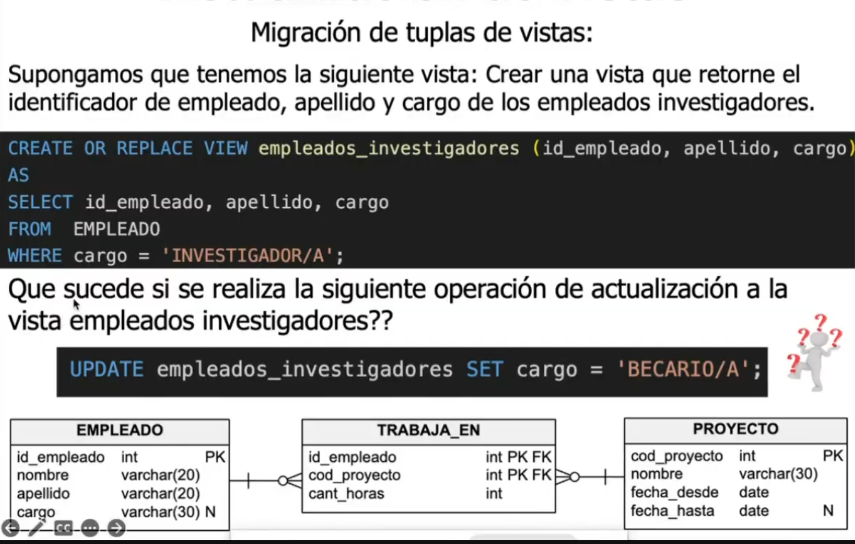 Migración de tuplas de vistas:
Supongamos que tenemos la siguiente vista: Crear una vista que retorne el
identificador de empleado, apellido y cargo de los empleados investigadores.
CREATE OR REPLACE VIEW empleados_investigadores (id_empleado, apellido, cargo)
AS
SELECT id_empleado, apellido, cargo
FROM EMPLEADO
WHERE cargo = 'INVESTIGADOR/A';
Que sucede si se realiza la siguiente operación de actualización a la
vista empleados investigadores??
? ? ? ?
UPDATE empleados_investigadores SET cargo = 'BECARIO/A';
EMPLEADO
id_empleado int PK
nombre varchar(20)
apellido varchar(20)
cargo varchar(30) N
TRABAJA_EN
id_empleado int PK FK
cod_proyecto int PK FK
cant_horas int
PROYECTO
cod_proyecto int PK
nombre varchar(30)
fecha_desde date
fecha_hasta date N
CC